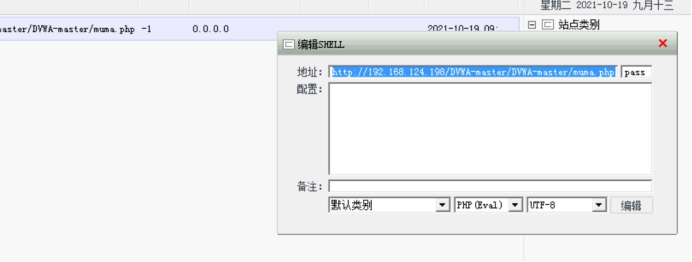 星期二 2021-10-19 九月十三
aster/DVWA-master/muma.php -1 0.0.0.0 2021-10-19 09:
站点类别
编辑SHELL
地址: http://192.168.124.198/DVWA-master/DVWA-master/muma.php pass
配置:
备注:
默认类别 PHP(Eval) UTF-8 编辑